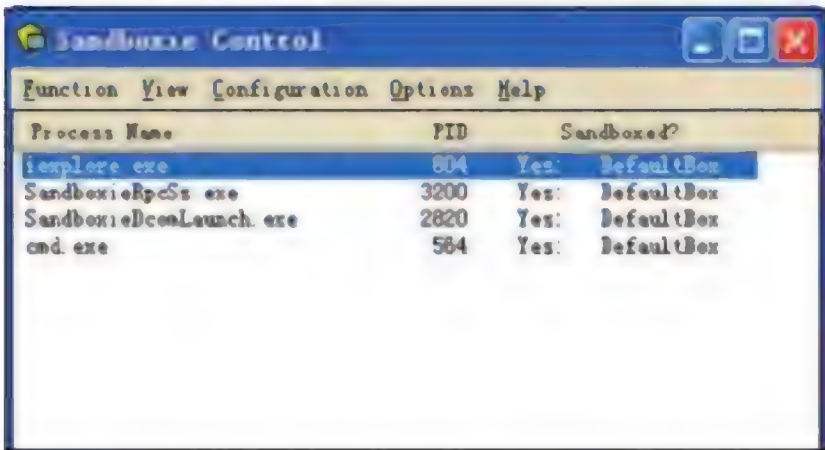 Sandboxie Control
Function View Configuration Options Help
Process Name PID Sandboxed?
iexplore.exe 804 Yes: DefaultBox
SandboxieRpcSs.exe 3200 Yes: DefaultBox
SandboxieDcomLaunch.exe 2820 Yes: DefaultBox
cmd.exe 564 Yes: DefaultBox